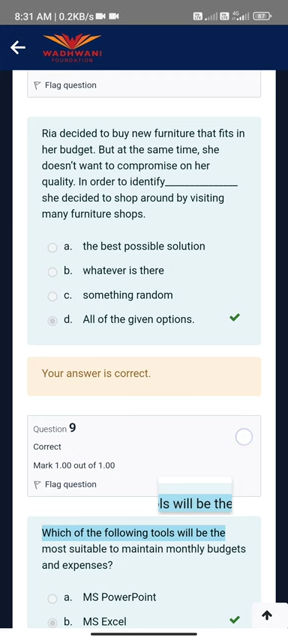 8:31 AM | 0.2KB/s
4G
67
WADHWANI
FOUNDATION
Flag question
Ria decided to buy new furniture that fits in
her budget. But at the same time, she
doesn't want to compromise on her
quality. In order to identify_______________
she decided to shop around by visiting
many furniture shops.
a. the best possible solution
b. whatever is there
c. something random
d. All of the given options.
Your answer is correct.
Question 9
Correct
Mark 1.00 out of 1.00
Flag question
ls will be the
Which of the following tools will be the
most suitable to maintain monthly budgets
and expenses?
a. MS PowerPoint
b. MS Excel